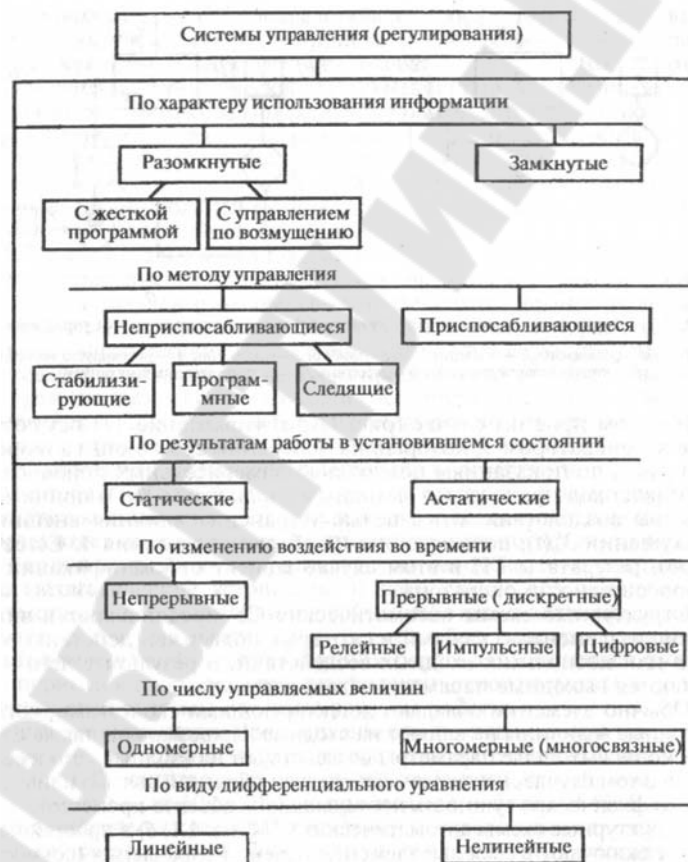 Системы управления (регулирования)
По характеру использования информации
Разомкнутые
Замкнутые
С жесткой
программой
С управлением
по возмущению
По методу управления
Неприспосабливающиеся
Приспосабливающиеся
Стабилизи-
рующие
Програм-
мные
Следящие
По результатам работы в установившемся состоянии
Статические
Астатические
По изменению воздействия во времени
Непрерывные
Прерывистые (дискретные)
Релейные
Импульсные
Цифровые
По числу управляемых величин
Одномерные
Многомерные (многосвязные)
По виду дифференциального уравнения
Линейные
Нелинейные